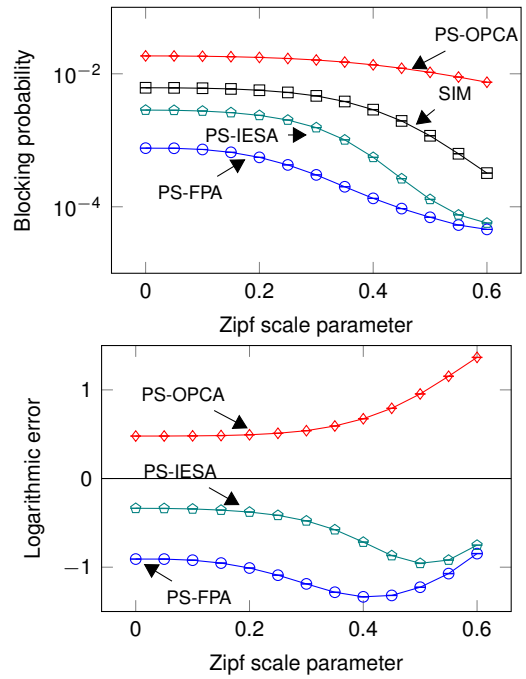 PS-OPCA
10−2
SIM
PS-IESA
PS-FPA
10−4
Blocking probability
0 0.2 0.4 0.6
Zipf scale parameter
1
PS-OPCA
0
PS-IESA
−1
PS-FPA
Logarithmic error
0 0.2 0.4 0.6
Zipf scale parameter